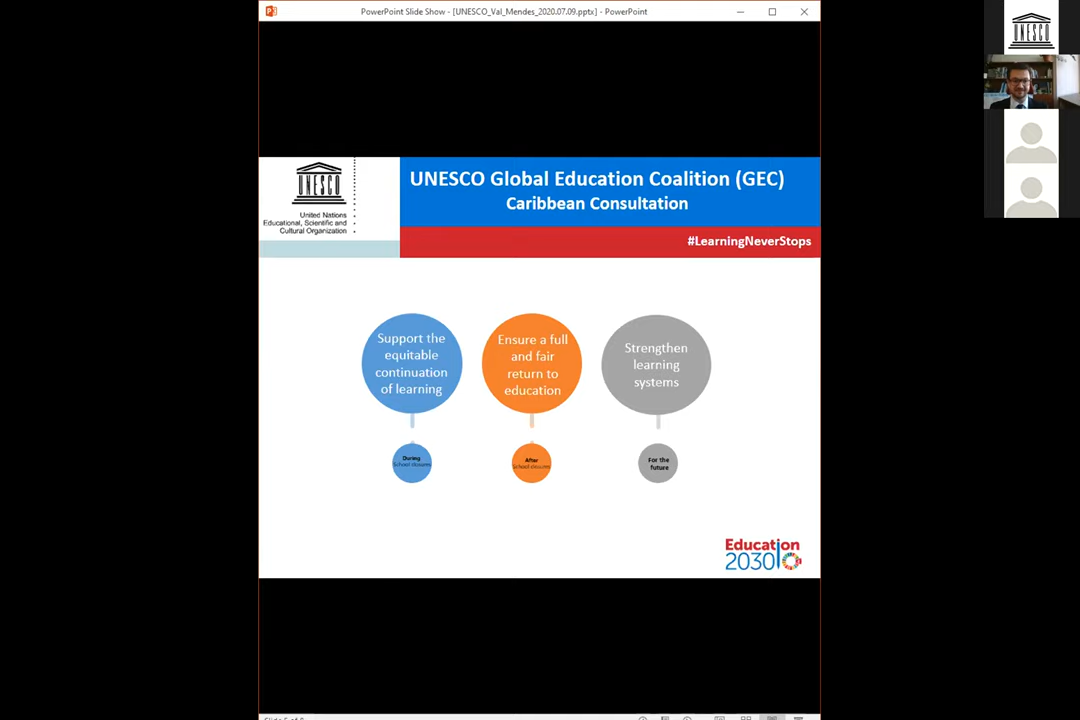 PowerPoint Slide Show - [UNESCO_Val_Mendes_2020.07.09.pptx] - PowerPoint
UNESCO
UNESCO
United Nations
Educational, Scientific and
Cultural Organization
UNESCO Global Education Coalition (GEC)
Caribbean Consultation
#LearningNeverStops
Support the
equitable
continuation
of learning
Ensure a full
and fair
return to
education
Strengthen
learning
systems
During
School closures
After
School closures
For the
future
Education
2030